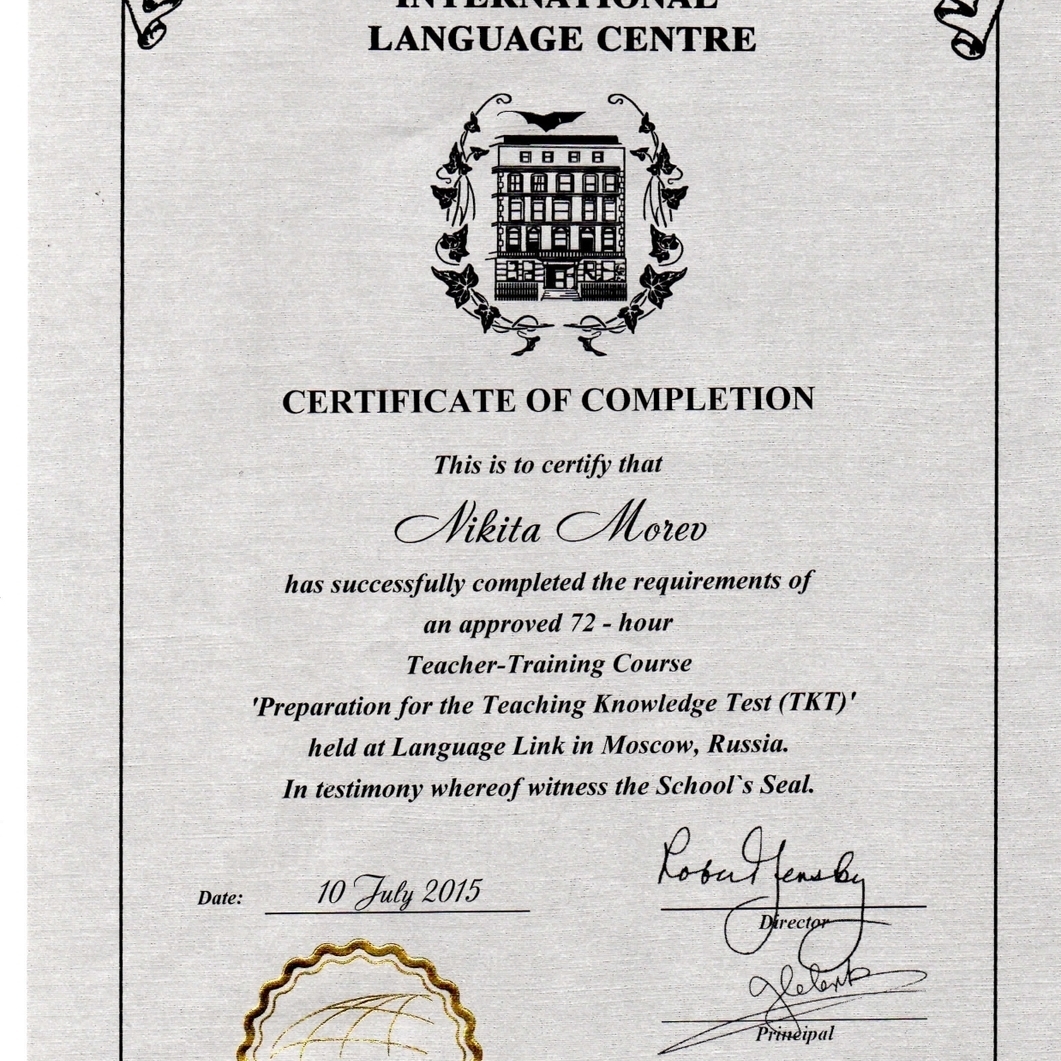 INTERNATIONAL
LANGUAGE CENTRE
CERTIFICATE OF COMPLETION
This is to certify that
Nikita Morev
has successfully completed the requirements of
an approved 72 - hour
Teacher-Training Course
'Preparation for the Teaching Knowledge Test (TKT)'
held at Language Link in Moscow, Russia.
In testimony whereof witness the School`s Seal.
Date: 10 July 2015
Director
Principal